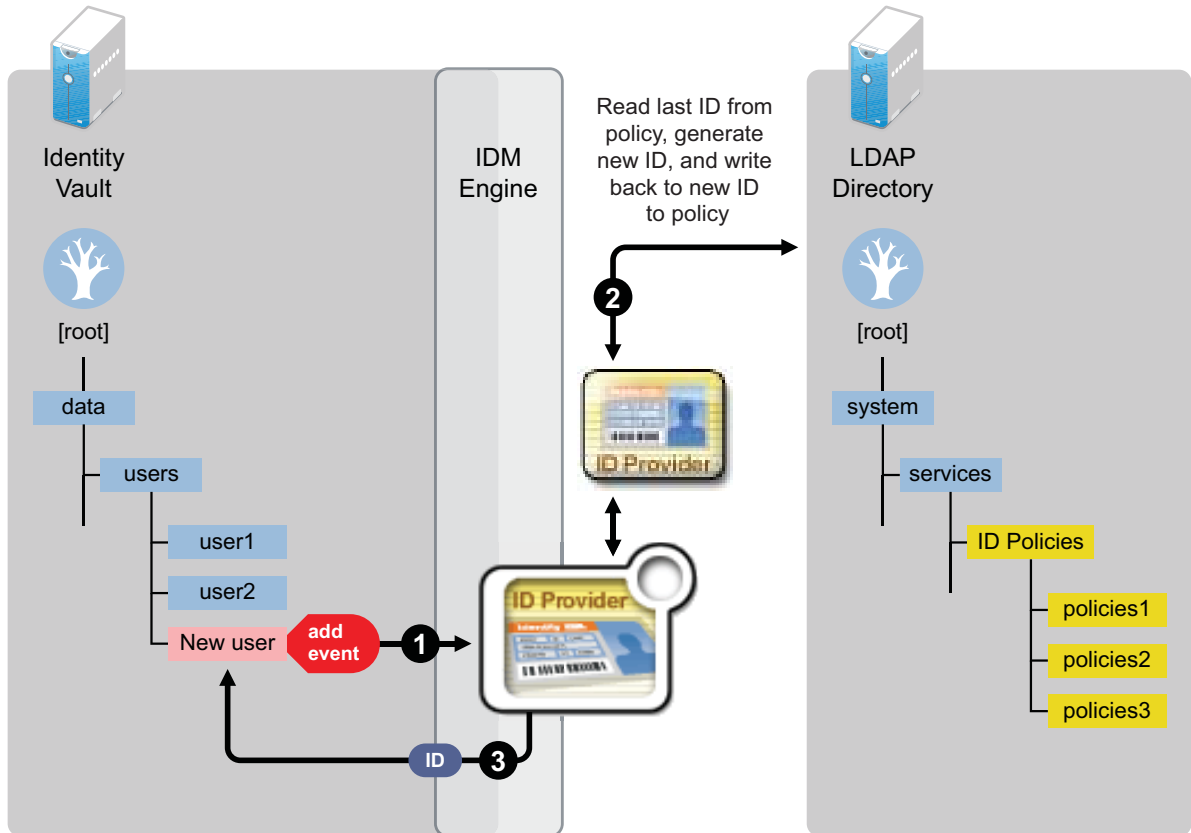 Identity
Vault
[root]
data
users
user1
user2
New user
add
event
1
IDM
Engine
Read last ID from
policy, generate
new ID, and write
back to new ID
to policy
2
ID Provider
ID Provider
Identify
ID
3
LDAP
Directory
[root]
system
services
ID Policies
policies1
policies2
policies3